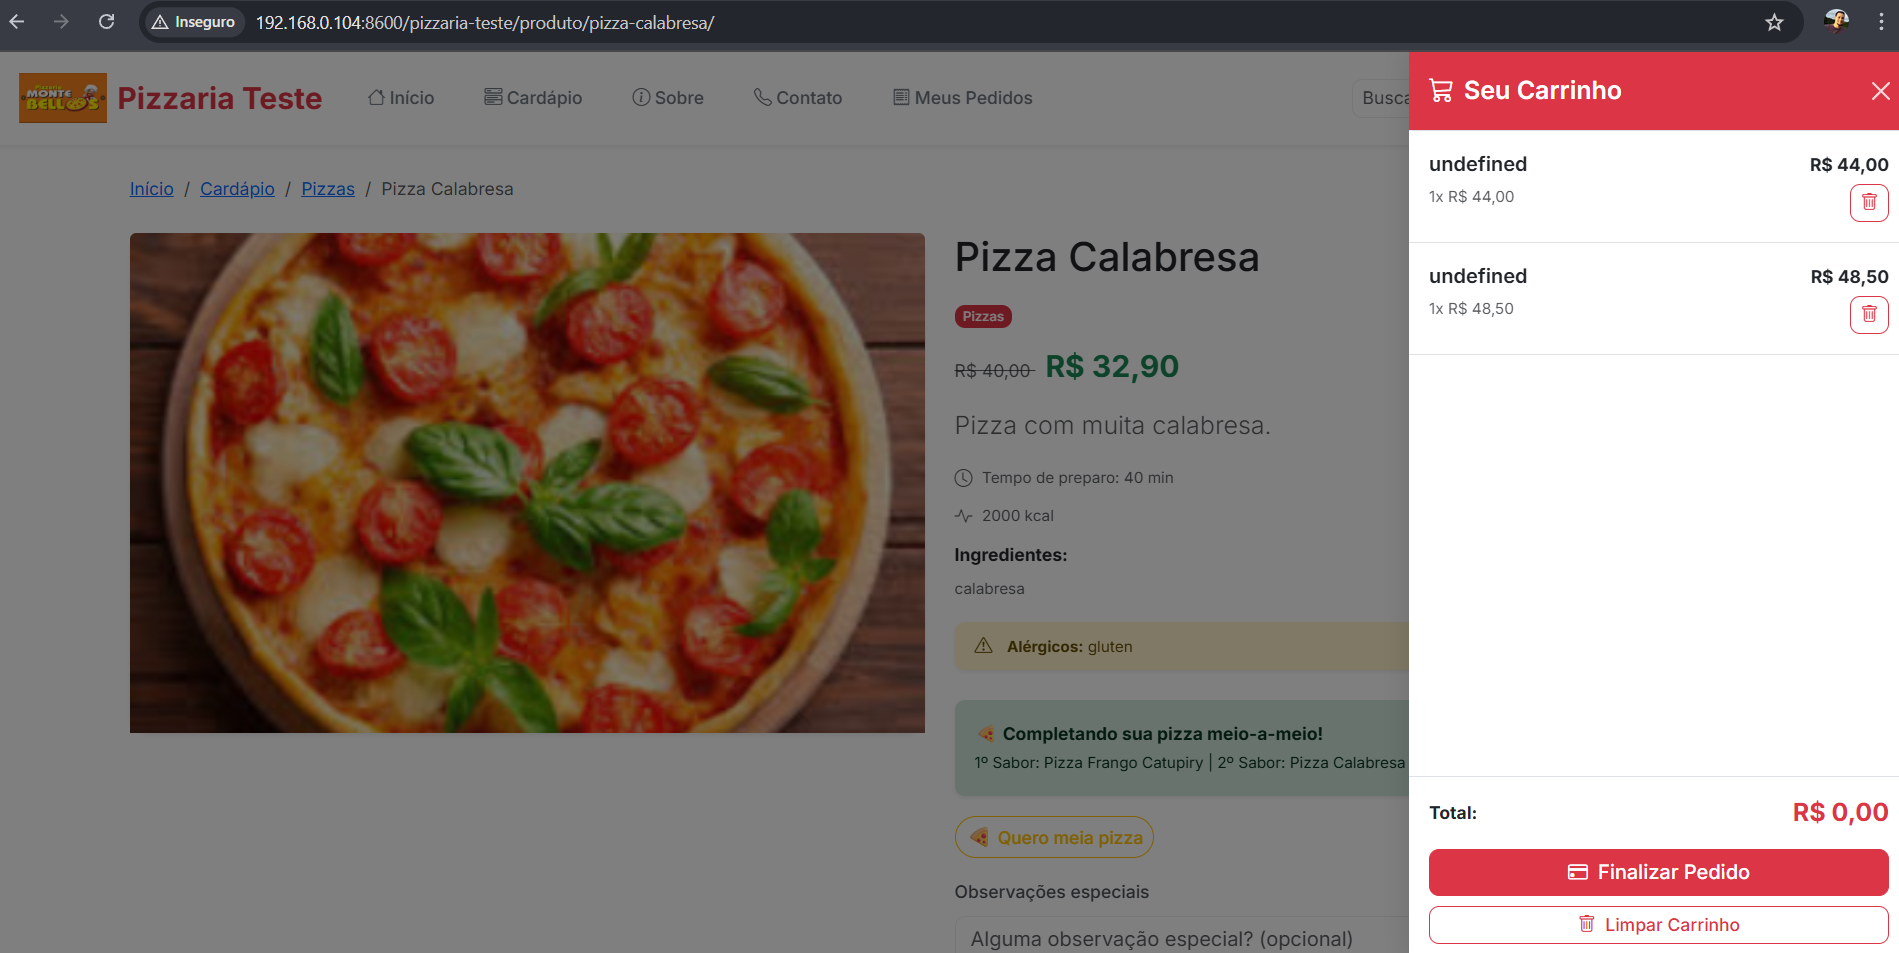 Inseguro
192.168.0.104:8600/pizzaria-teste/produto/pizza-calabresa/
Pizzaria
MONTE
BELLOS
Pizzaria Teste
Início
Cardápio
Sobre
Contato
Meus Pedidos
Busca
Início / Cardápio / Pizzas / Pizza Calabresa
Pizza Calabresa
Pizzas
R$ 40,00 R$ 32,90
Pizza com muita calabresa.
Tempo de preparo: 40 min
2000 kcal
Ingredientes:
calabresa
Alérgicos: gluten
Completando sua pizza meio-a-meio!
1º Sabor: Pizza Frango Catupiry | 2º Sabor: Pizza Calabresa
Quero meia pizza
Observações especiais
Alguma observação especial? (opcional)
Seu Carrinho
undefined R$ 44,00
1x R$ 44,00
undefined R$ 48,50
1x R$ 48,50
Total: R$ 0,00
Finalizar Pedido
Limpar Carrinho